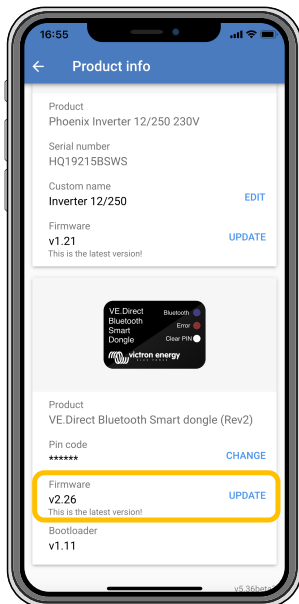 16:55
Product info
Product
Phoenix Inverter 12/250 230V
Serial number
HQ19215BSWS
Custom name
Inverter 12/250
EDIT
Firmware
v1.21
UPDATE
This is the latest version!
VE.Direct
Bluetooth
Smart
Dongle
Bluetooth
Error
Clear PIN
victron energy
BLUE POWER
Product
VE.Direct Bluetooth Smart dongle (Rev2)
Pin code
******
CHANGE
Firmware
v2.26
UPDATE
This is the latest version!
Bootloader
v1.11
v5.36beta